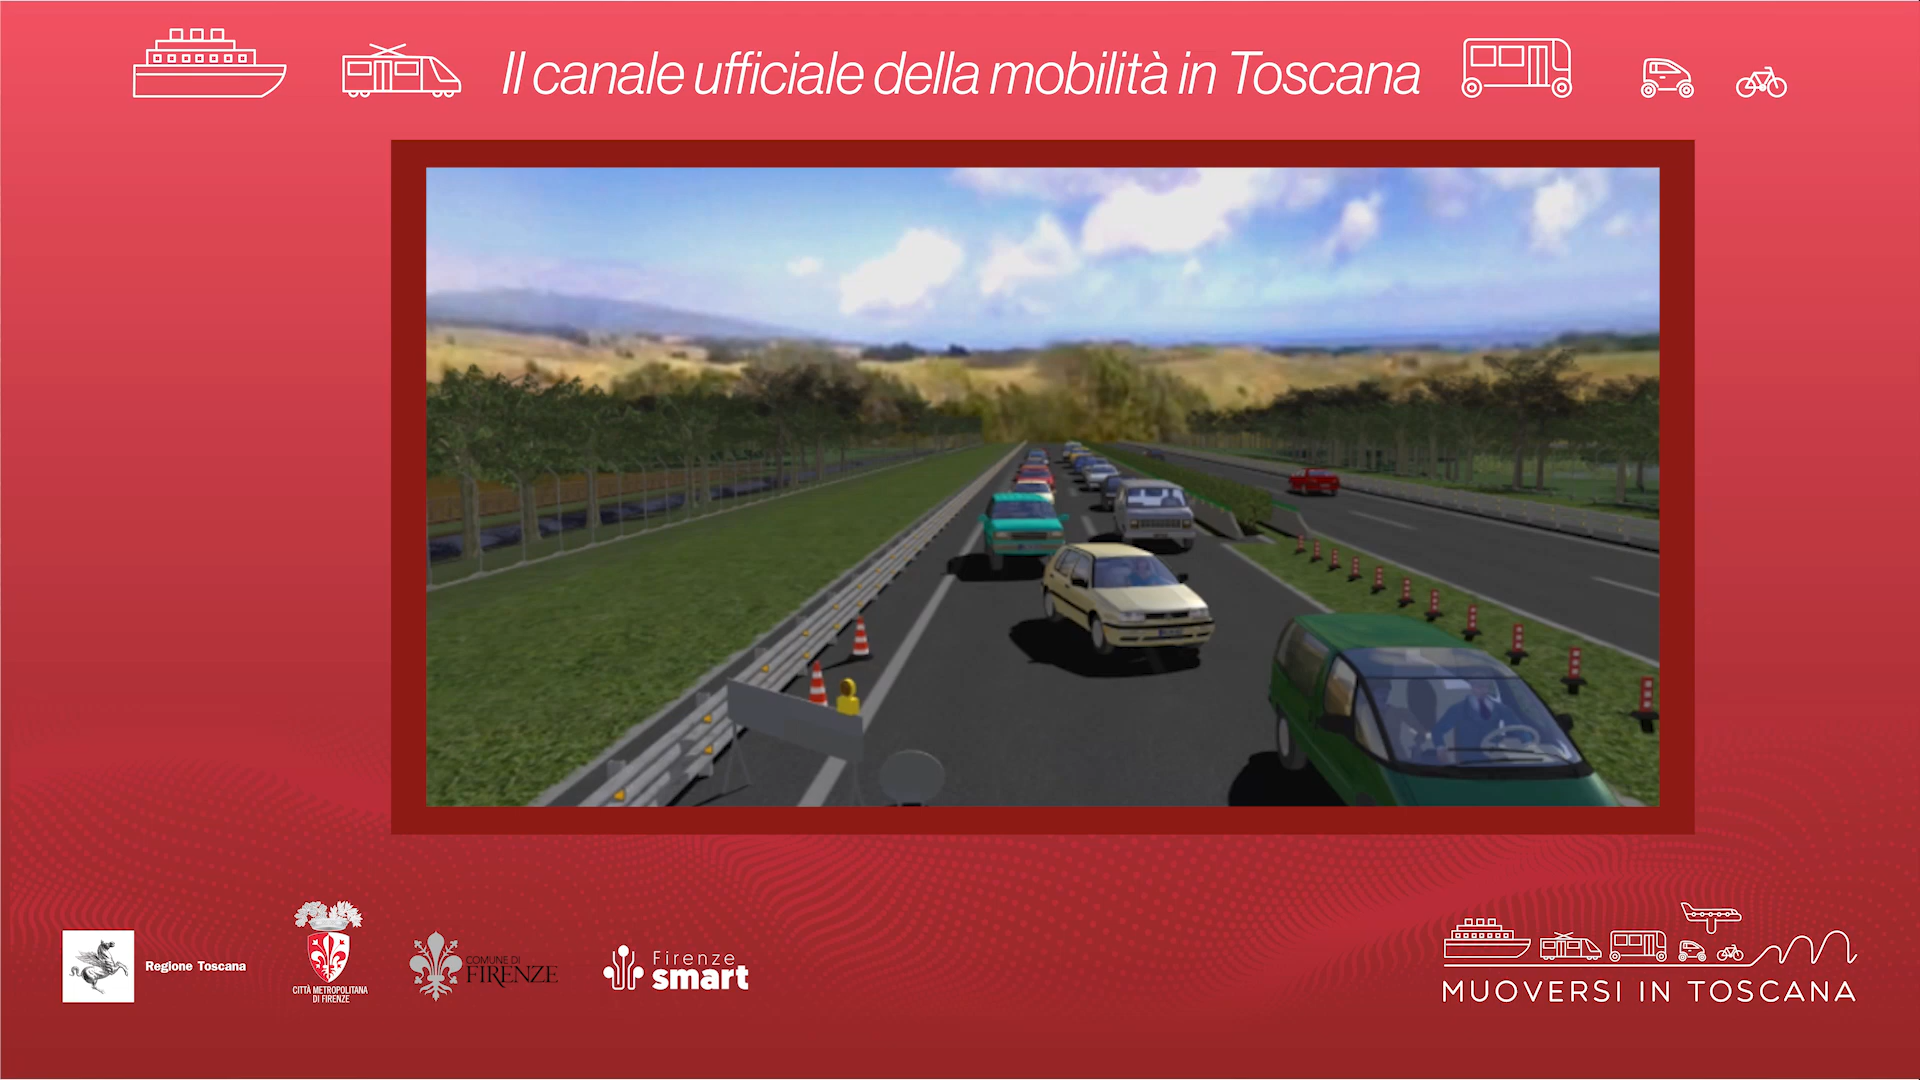 Il canale ufficiale della mobilità in Toscana
Regione Toscana
CITTÀ METROPOLITANA
DI FIRENZE
COMUNE DI
FIRENZE
Firenze
smart
MUOVERSI IN TOSCANA